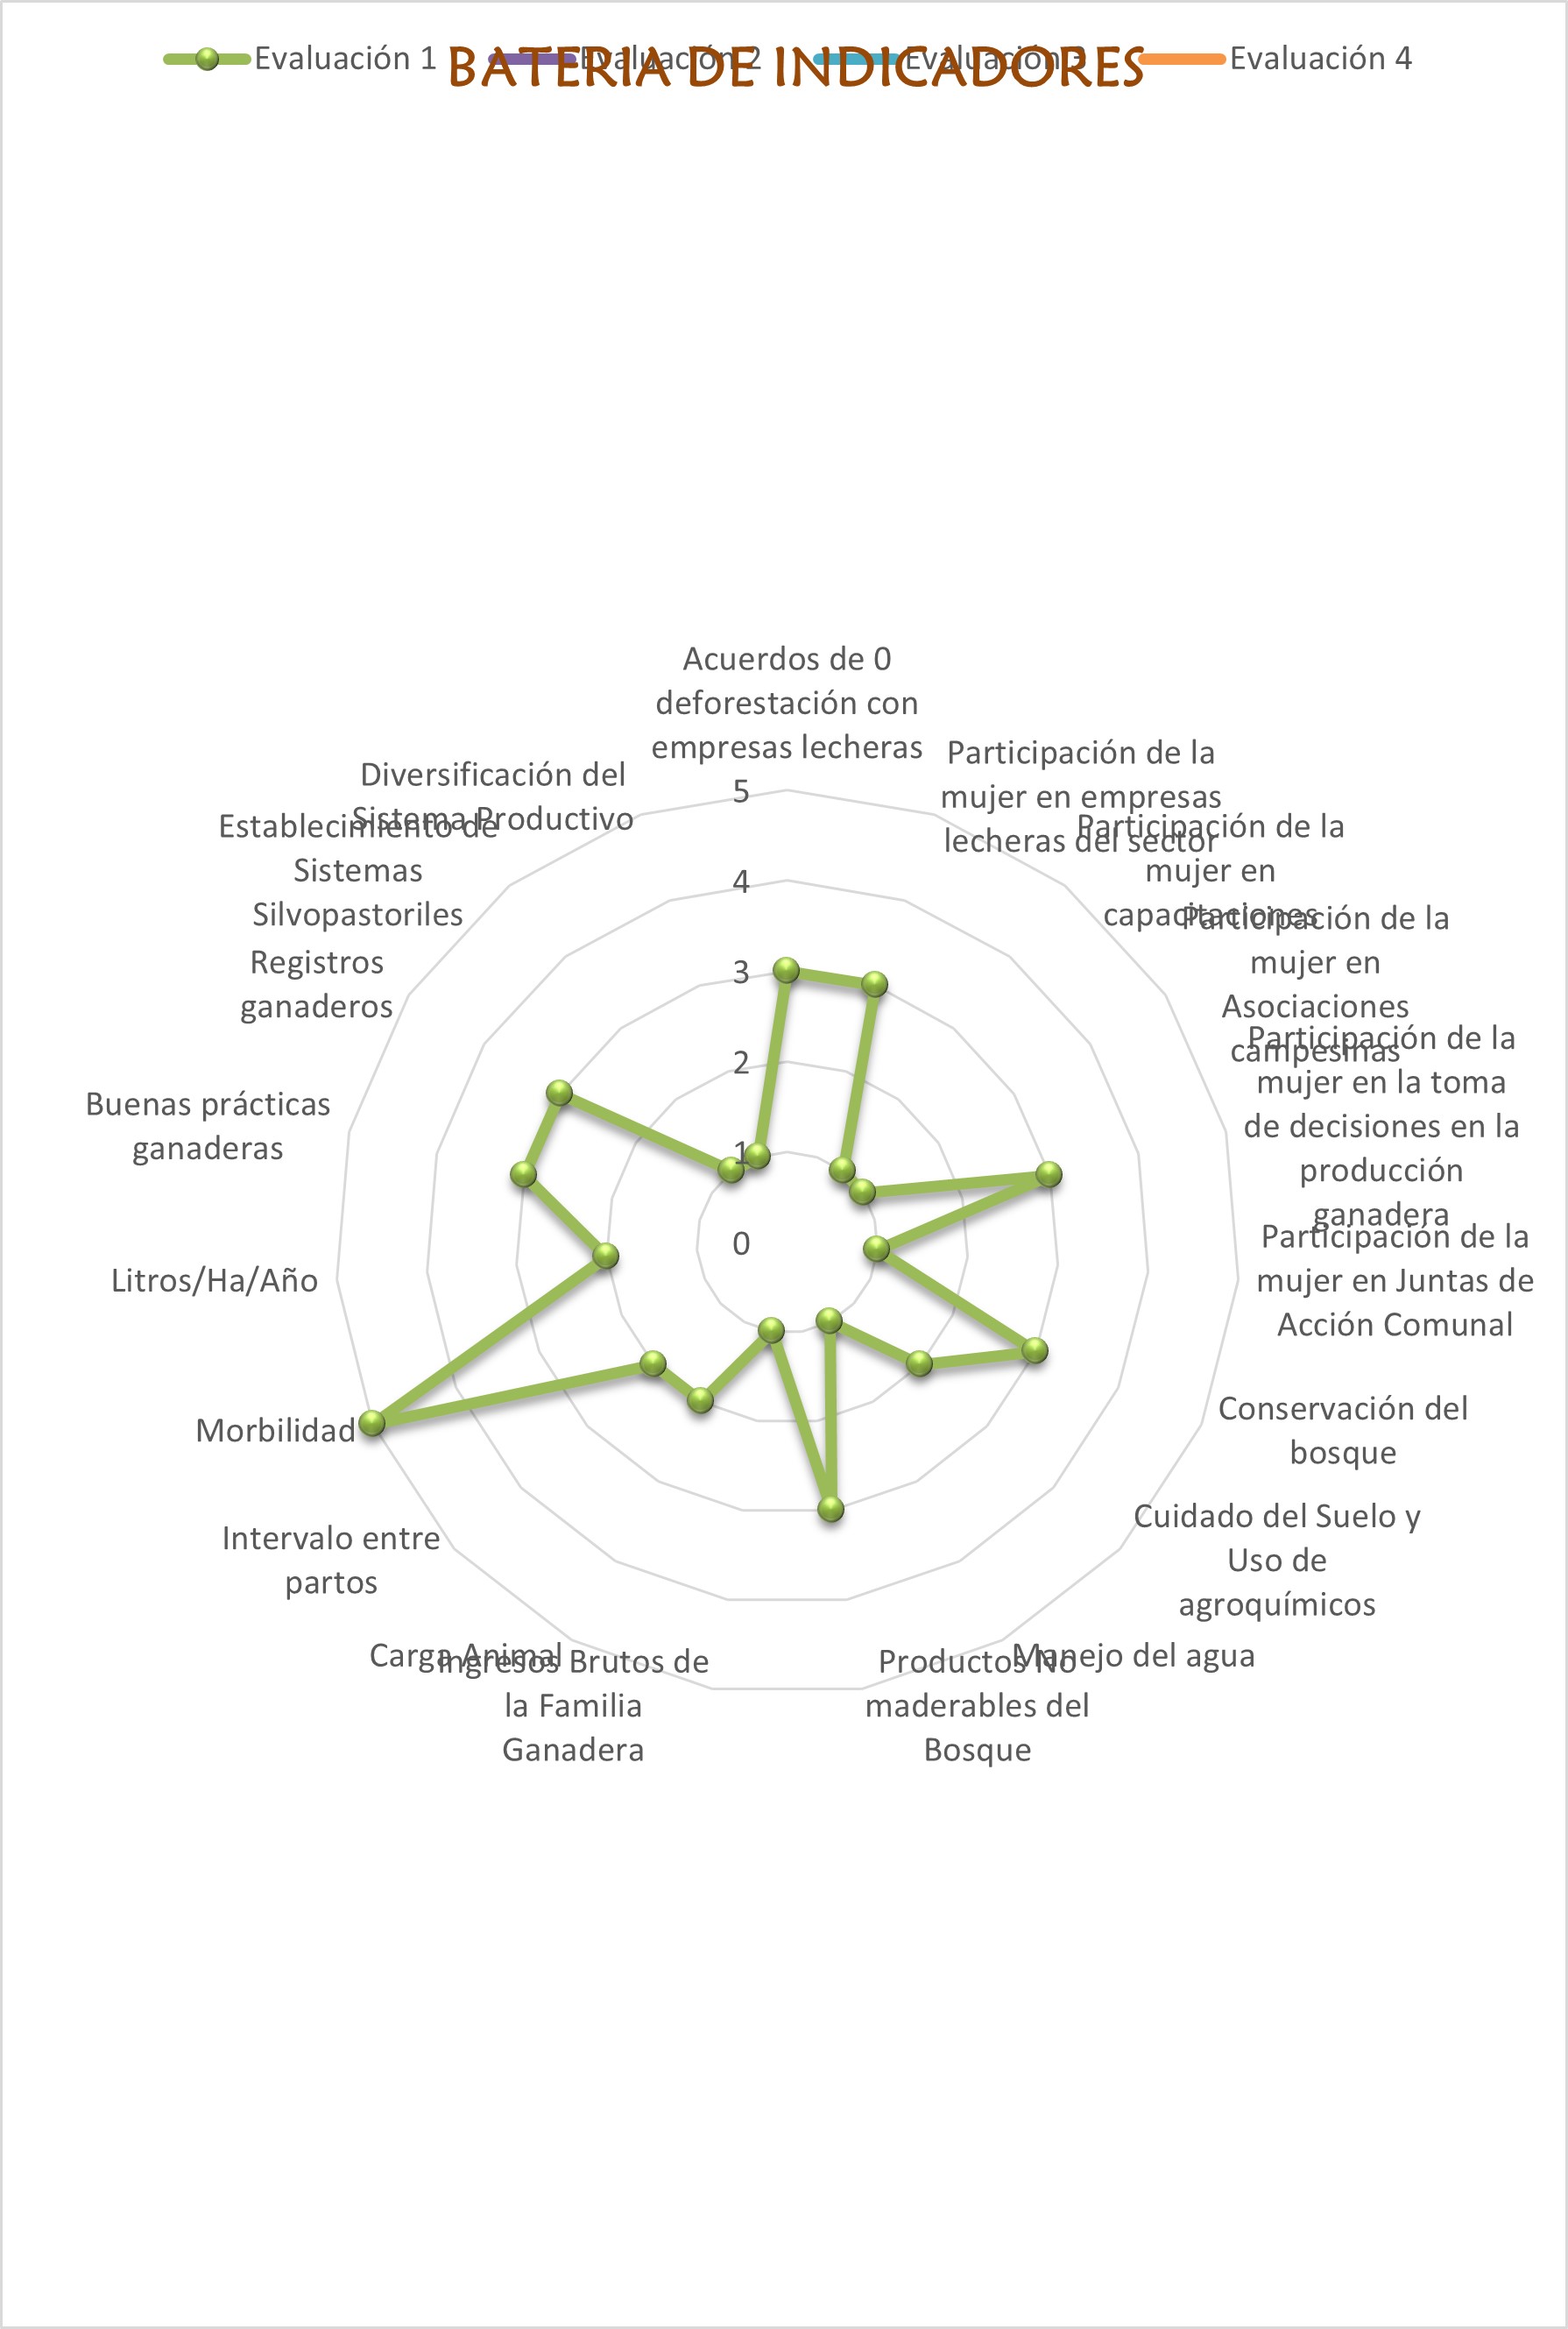 BATERIA DE INDICADORES
Evaluación 1
Evaluación 2
Evaluación 3
Evaluación 4
Acuerdos de 0
deforestación con
empresas lecheras
Participación de la
mujer en empresas
lecheras del sector
Participación de la
mujer en
capacitaciones
Participación de la
mujer en
Asociaciones
campesinas
Participación de la
mujer en la toma
de decisiones en la
producción
ganadera
Participación de la
mujer en Juntas de
Acción Comunal
Conservación del
bosque
Cuidado del Suelo y
Uso de
agroquímicos
Manejo del agua
Productos No
maderables del
Bosque
Ingresos Brutos de
la Familia
Ganadera
Carga Animal
Intervalo entre
partos
Morbilidad
Litros/Ha/Año
Buenas prácticas
ganaderas
Registros
ganaderos
Establecimiento de
Sistemas
Silvopastoriles
Diversificación del
Sistema Productivo
5
4
3
2
1
0